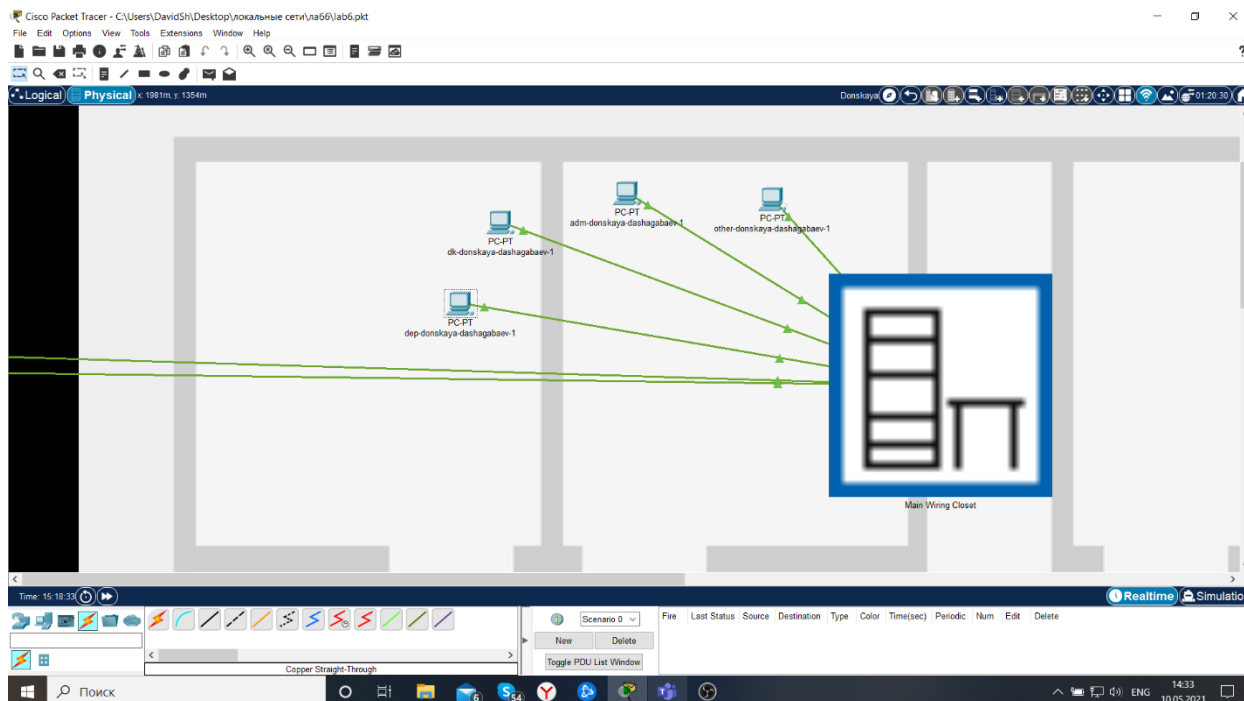 Cisco Packet Tracer - C:\Users\DavidSh\Desktop\локальные сети\лаб6\lab6.pkt
File Edit Options View Tools Extensions Window Help
?
Logical Physical x: 1981m, y: 1354m Donskaya 01:20:30
PC-PT
adm-donskaya-dashagabaev-1
PC-PT
other-donskaya-dashagabaev-1
PC-PT
dk-donskaya-dashagabaev-1
PC-PT
dep-donskaya-dashagabaev-1
Main Wiring Closet
Time: 15:18:33 Realtime Simulatio
Scenario 0 Fire Last Status Source Destination Type Color Time(sec) Periodic Num Edit Delete
New Delete
Toggle PDU List Window
Copper Straight-Through
Поиск 6 54 ENG 14:33
10.05.2021